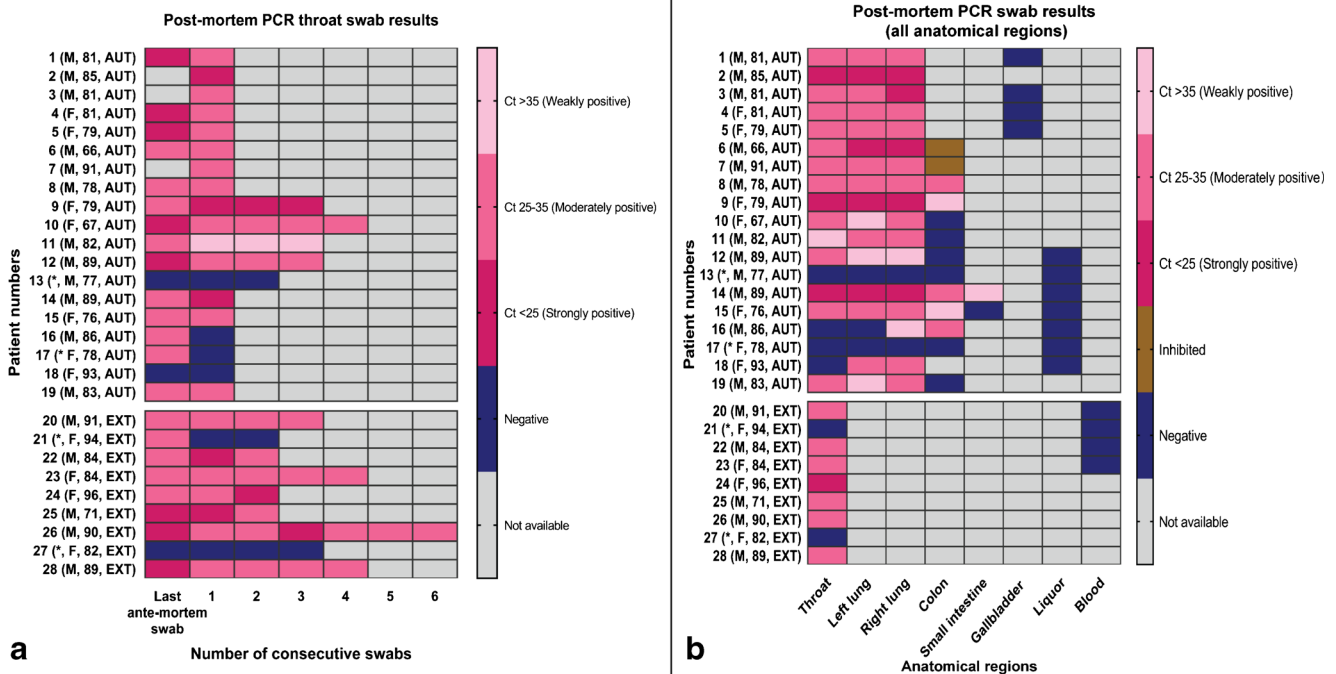 Post-mortem PCR throat swab results
Patient numbers
1 (M, 81, AUT)
2 (M, 85, AUT)
3 (M, 81, AUT)
4 (F, 81, AUT)
5 (F, 79, AUT)
6 (M, 66, AUT)
7 (M, 91, AUT)
8 (M, 78, AUT)
9 (F, 79, AUT)
10 (F, 67, AUT)
11 (M, 82, AUT)
12 (M, 89, AUT)
13 (*, M, 77, AUT)
14 (M, 89, AUT)
15 (F, 76, AUT)
16 (M, 86, AUT)
17 (* F, 78, AUT)
18 (F, 93, AUT)
19 (M, 83, AUT)
20 (M, 91, EXT)
21 (*, F, 94, EXT)
22 (M, 84, EXT)
23 (F, 84, EXT)
24 (F, 96, EXT)
25 (M, 71, EXT)
26 (M, 90, EXT)
27 (*, F, 82, EXT)
28 (M, 89, EXT)
Last ante-mortem swab
1 2 3 4 5 6
Number of consecutive swabs
Ct >35 (Weakly positive)
Ct 25-35 (Moderately positive)
Ct <25 (Strongly positive)
Negative
Not available
a
Post-mortem PCR swab results
(all anatomical regions)
Patient numbers
1 (M, 81, AUT)
2 (M, 85, AUT)
3 (M, 81, AUT)
4 (F, 81, AUT)
5 (F, 79, AUT)
6 (M, 66, AUT)
7 (M, 91, AUT)
8 (M, 78, AUT)
9 (F, 79, AUT)
10 (F, 67, AUT)
11 (M, 82, AUT)
12 (M, 89, AUT)
13 (*, M, 77, AUT)
14 (M, 89, AUT)
15 (F, 76, AUT)
16 (M, 86, AUT)
17 (* F, 78, AUT)
18 (F, 93, AUT)
19 (M, 83, AUT)
20 (M, 91, EXT)
21 (*, F, 94, EXT)
22 (M, 84, EXT)
23 (F, 84, EXT)
24 (F, 96, EXT)
25 (M, 71, EXT)
26 (M, 90, EXT)
27 (*, F, 82, EXT)
28 (M, 89, EXT)
Throat
Left lung
Right lung
Colon
Small intestine
Gallbladder
Liquor
Blood
Anatomical regions
Ct >35 (Weakly positive)
Ct 25-35 (Moderately positive)
Ct <25 (Strongly positive)
Inhibited
Negative
Not available
b